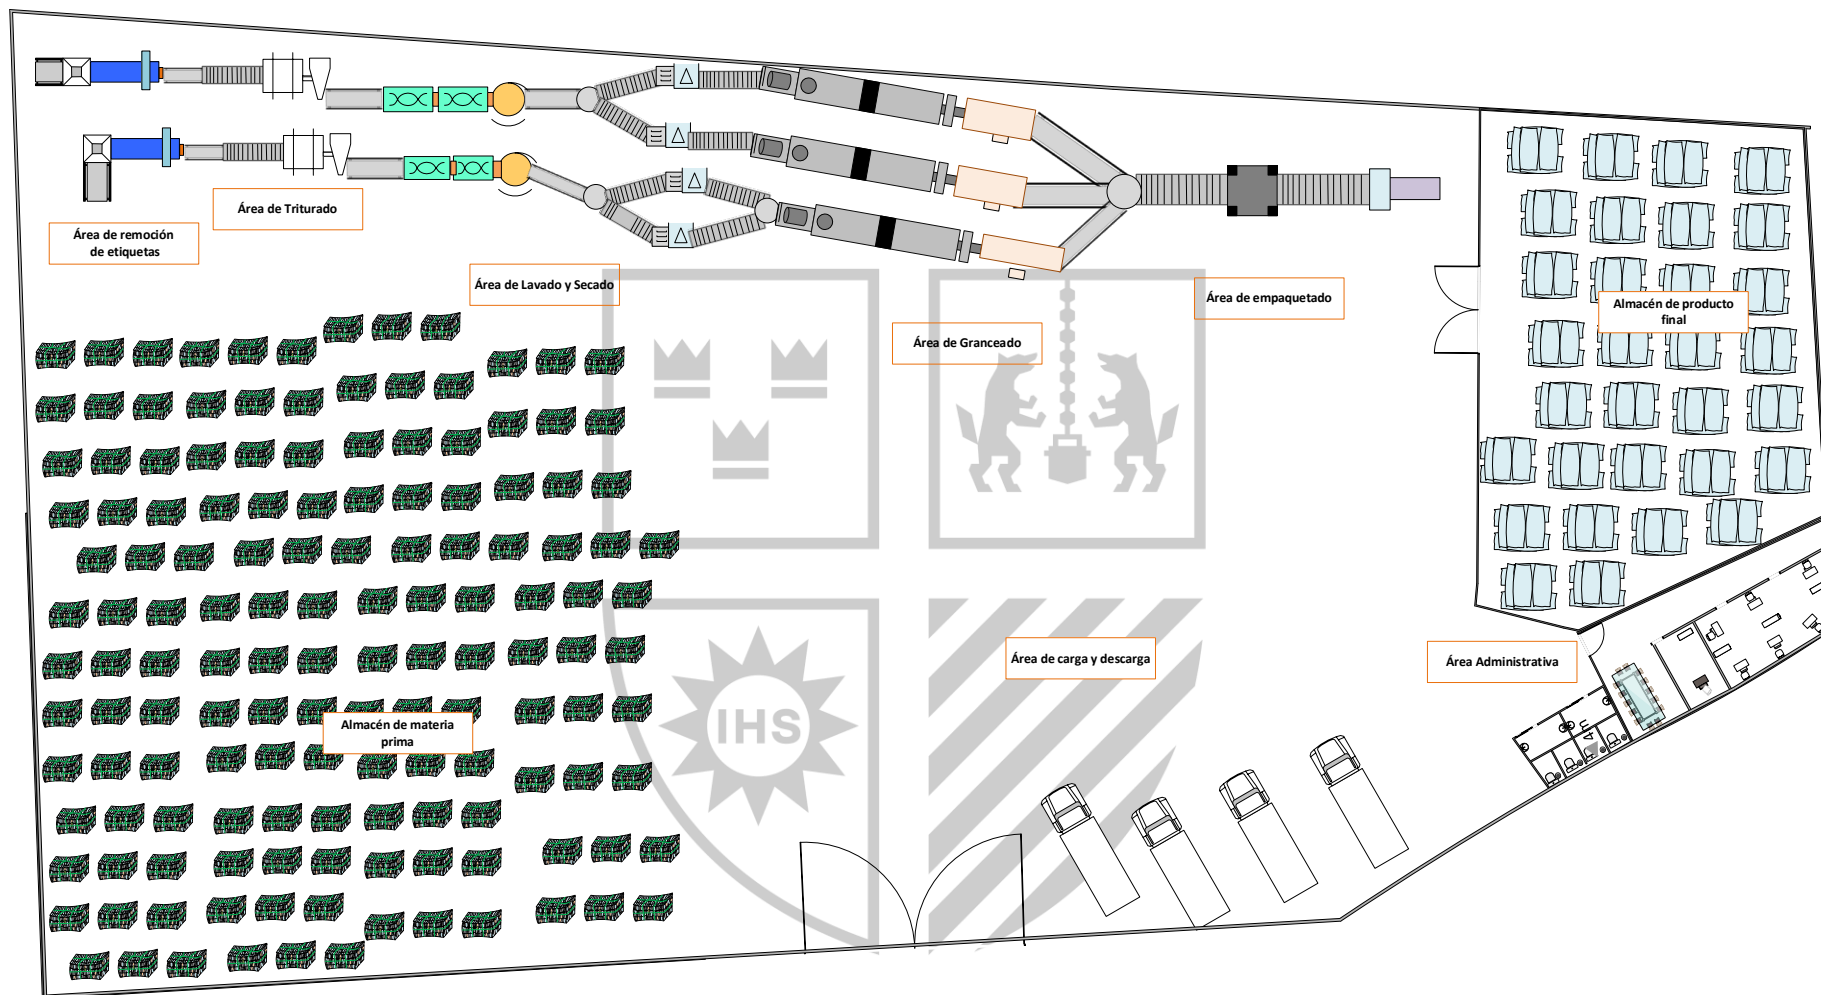 Área de Triturado
Área de remoción
de etiquetas
Área de Lavado y Secado
Área de empaquetado
Almacén de producto
final
Área de Granceado
Área de carga y descarga
Área Administrativa
Almacén de materia
prima
IHS